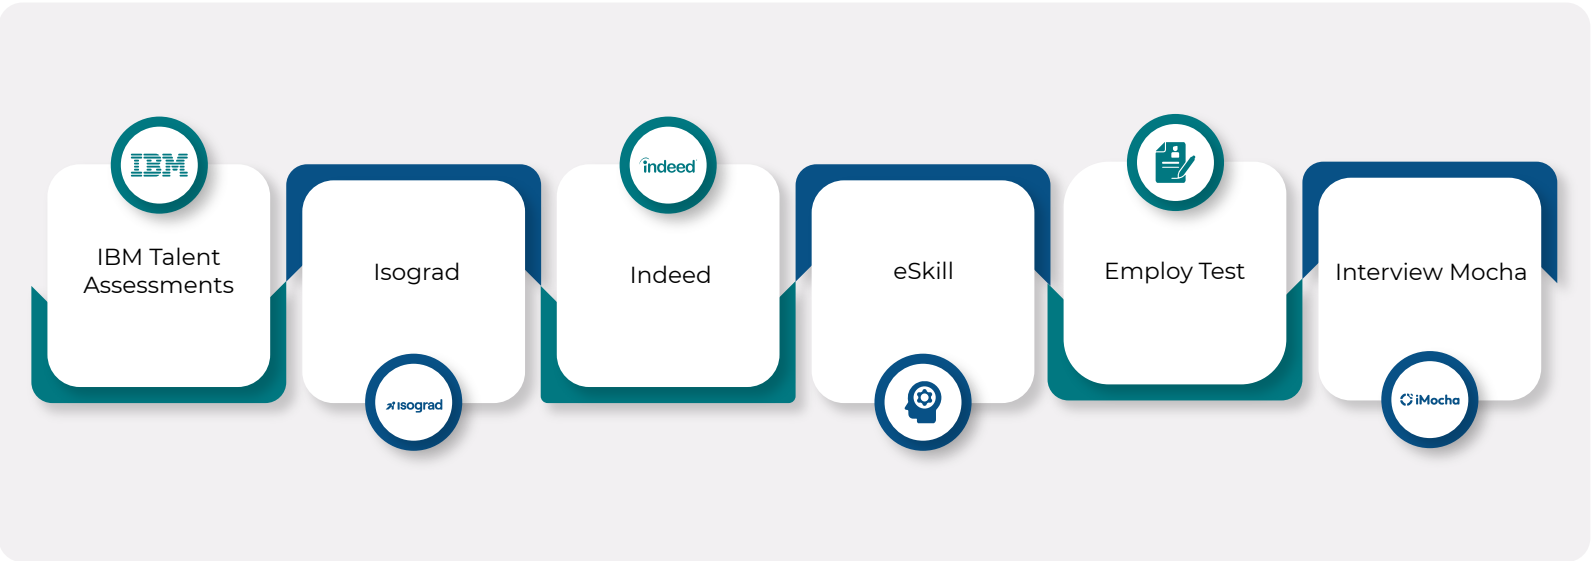 IBM
IBM Talent
Assessments
Isograd
isograd
indeed
Indeed
eSkill
Employ Test
Interview Mocha
iMocha